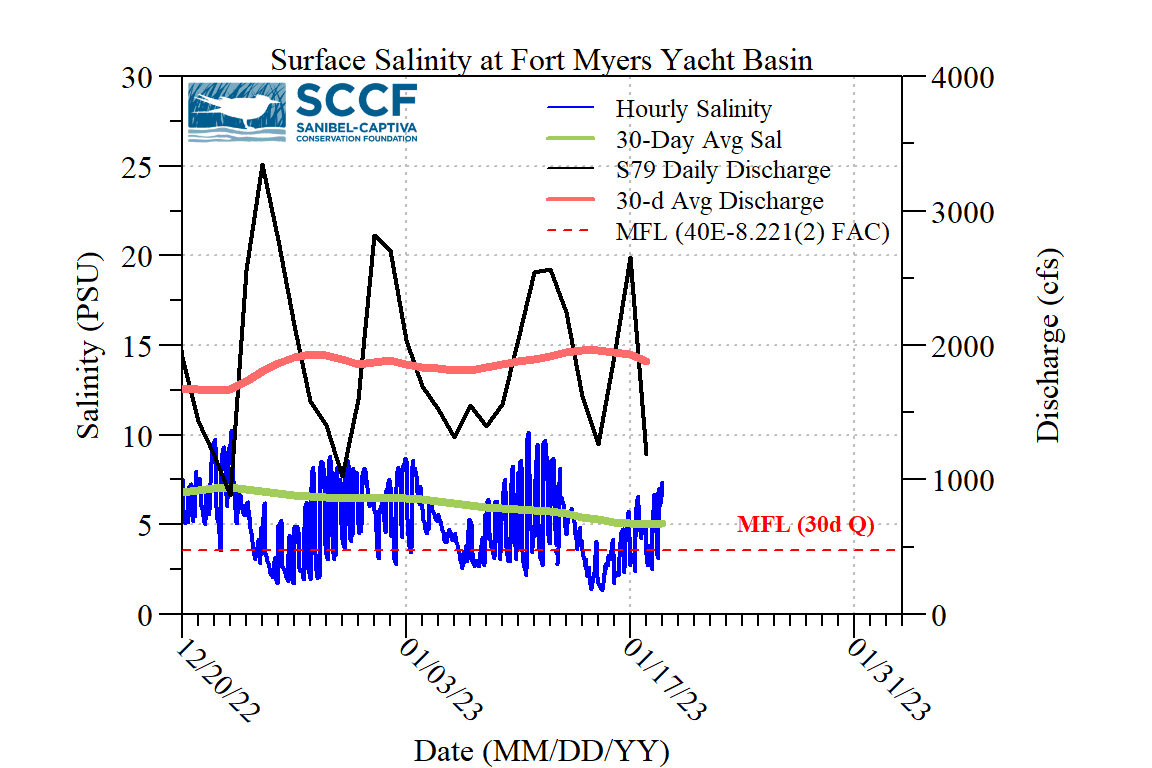 Surface Salinity at Fort Myers Yacht Basin
SCCF
SANIBEL-CAPTIVA
CONSERVATION FOUNDATION
Hourly Salinity
30-Day Avg Sal
S79 Daily Discharge
30-d Avg Discharge
MFL (40E-8.221(2) FAC)
30
25
20
15
10
5
0
Salinity (PSU)
4000
3000
2000
1000
0
Discharge (cfs)
MFL (30d Q)
12/20/22
01/03/23
01/17/23
01/31/23
Date (MM/DD/YY)